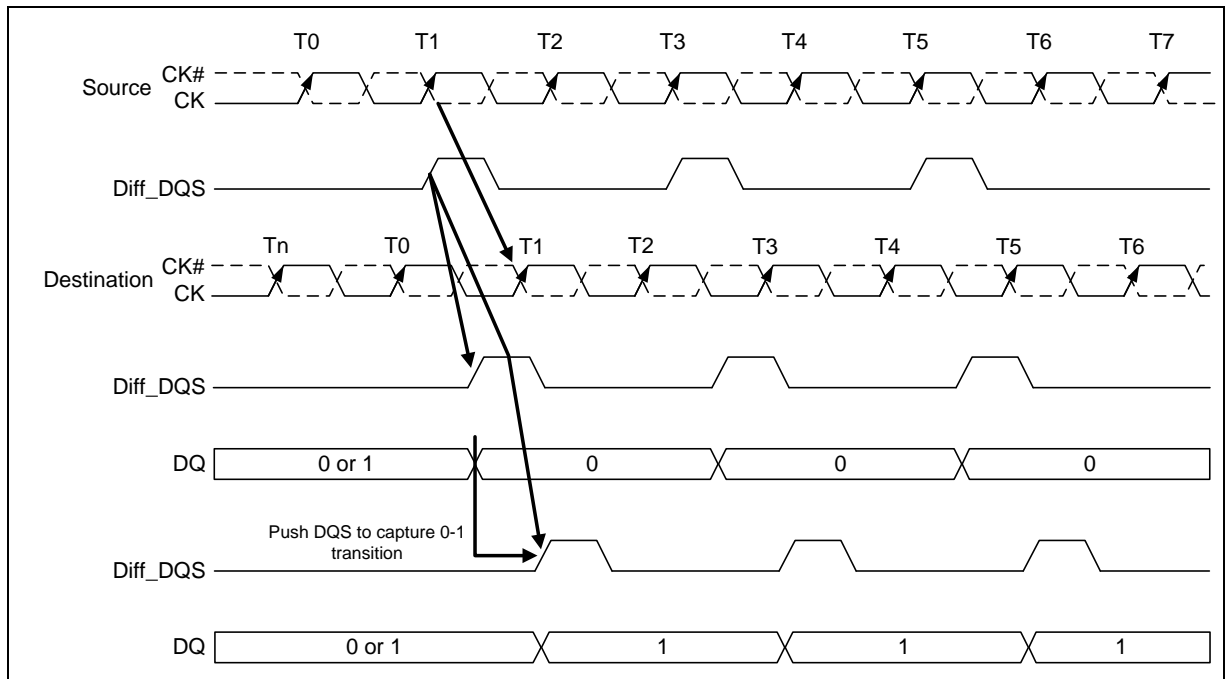 T0 T1 T2 T3 T4 T5 T6 T7
Source CK#
CK
Diff_DQS
Tn T0 T1 T2 T3 T4 T5 T6
Destination CK#
CK
Diff_DQS
DQ 0 or 1 0 0 0
Push DQS to capture 0-1
transition
Diff_DQS
DQ 0 or 1 1 1 1